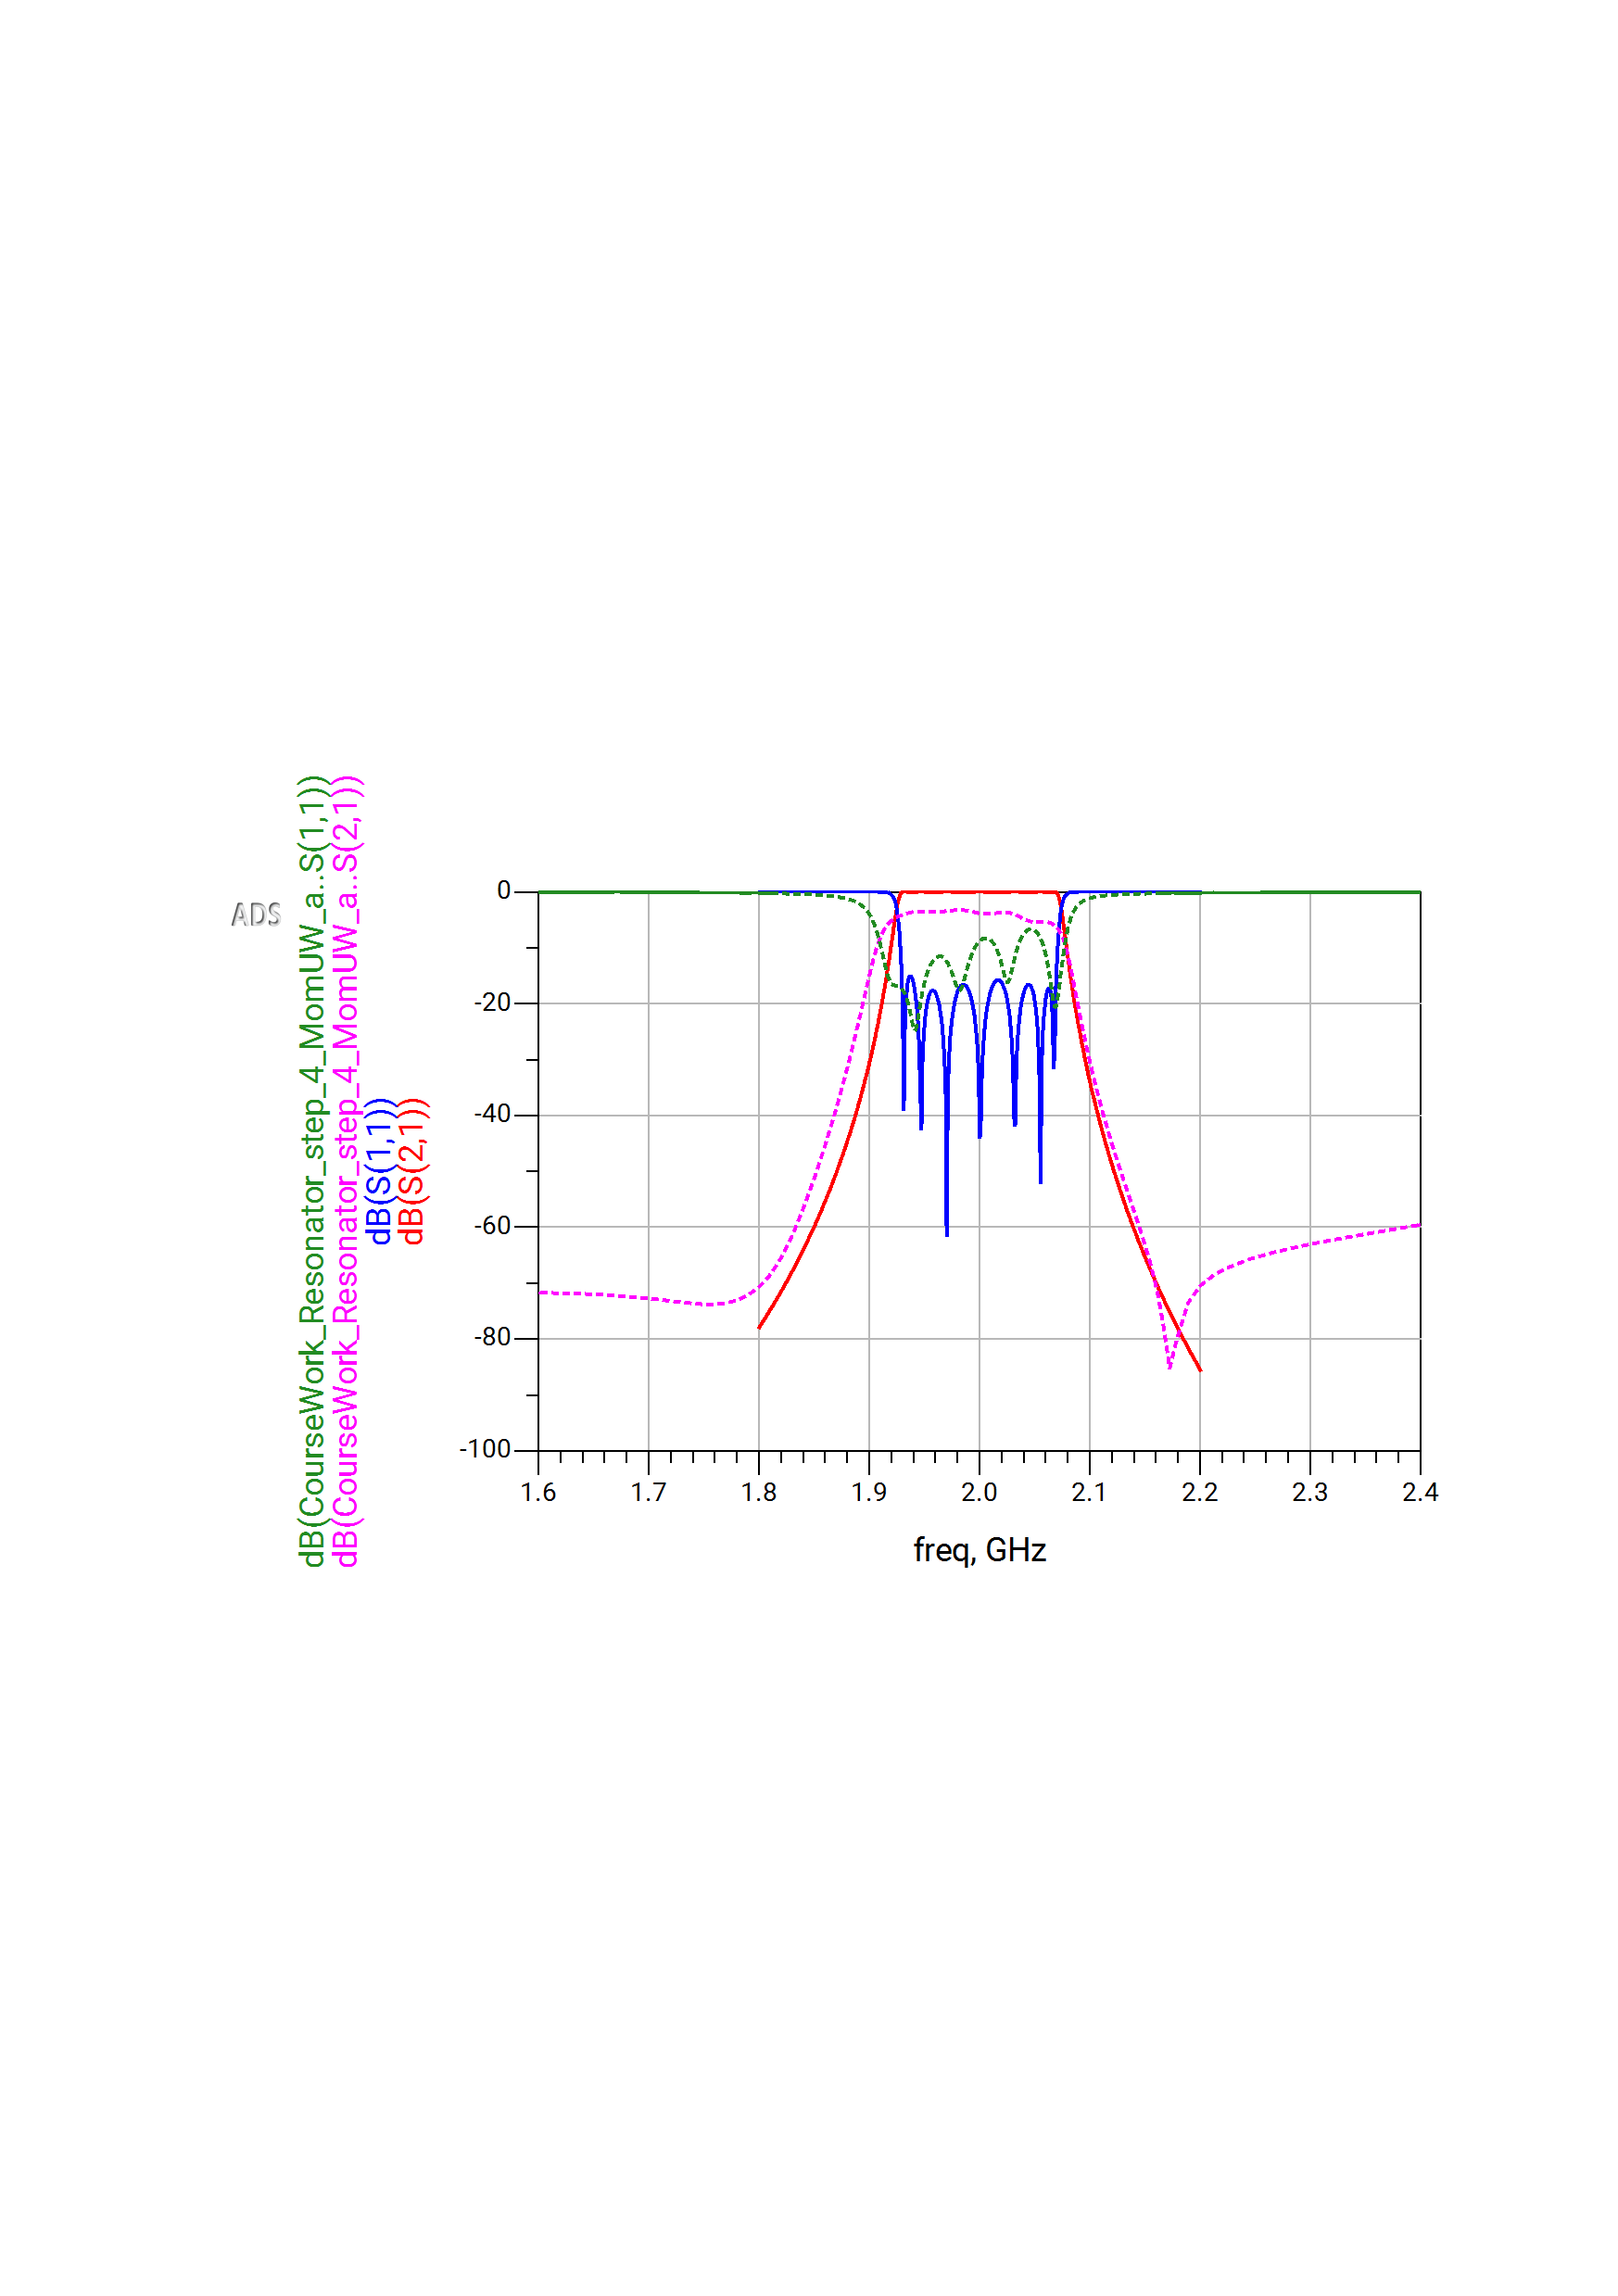 ADS
dB(CourseWork_Resonator_step_4_MomUW_a..S(1,1))
dB(CourseWork_Resonator_step_4_MomUW_a..S(2,1))
dB(S(1,1))
dB(S(2,1))
0
-20
-40
-60
-80
-100
1.6 1.7 1.8 1.9 2.0 2.1 2.2 2.3 2.4
freq, GHz